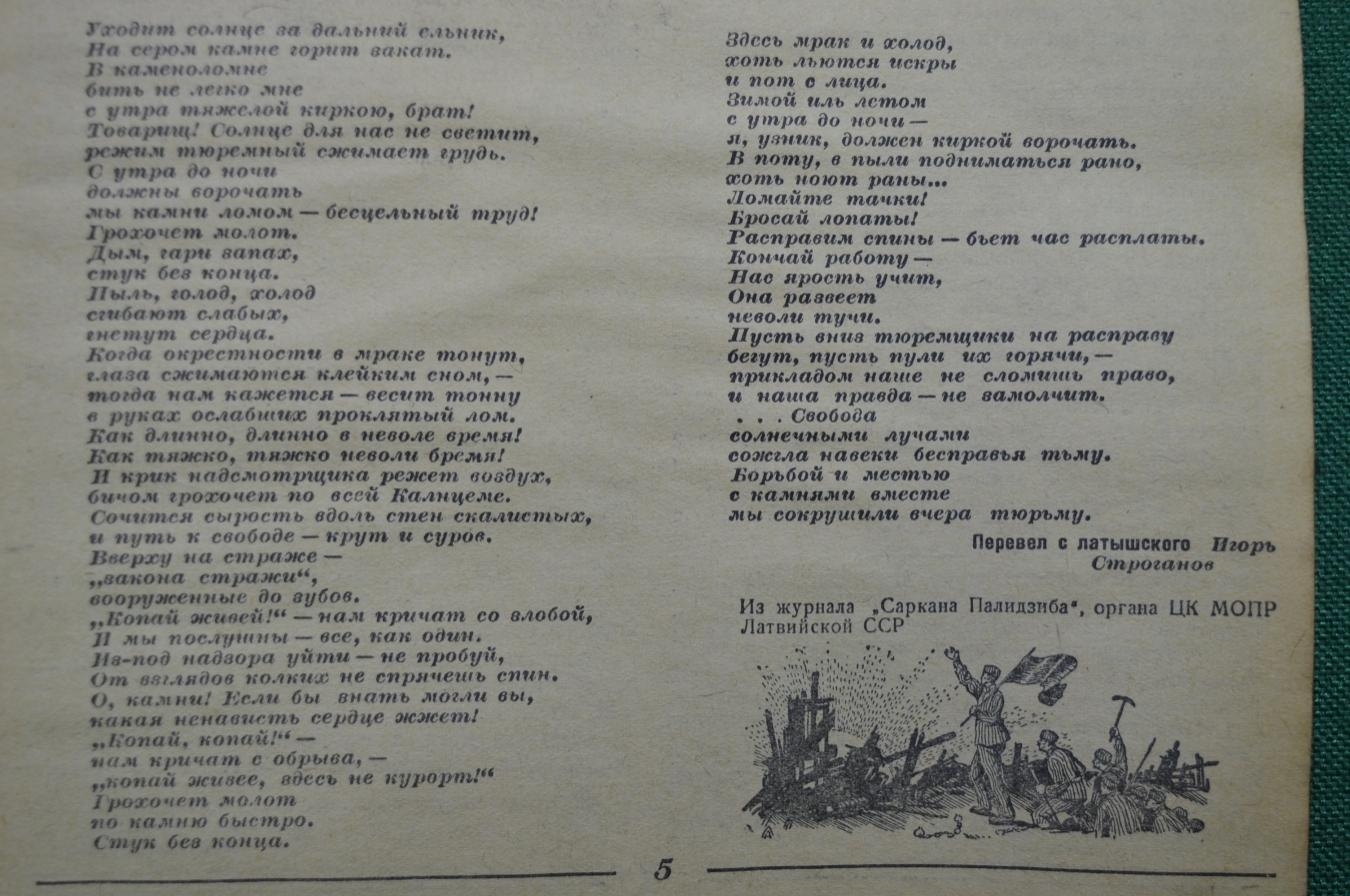 Уходит солнце за дальний ельник,
На сером камне горит закат.
В каменоломне
бить не легко мне
с утра тяжелой киркою, брат!
Товарищ! Солнце для нас не светит,
режим тюремный сжимает грудь.
С утра до ночи
должны ворочать
мы камни ломом — бесцельный труд!
Грохочет молот.
Дым, гари запах,
стук без конца.
Пыль, голод, холод
сгибают слабых,
гнетут сердца.
Когда окрестности в мраке тонут,
глаза сжимаются клейким сном, —
тогда нам кажется — весит тонну
в руках ослабших проклятый лом.
Как длинно, длинно в неволе время!
Как тяжко, тяжко неволи бремя!
И крик надсмотрщика режет воздух,
бичом грохочет по всей Калнцеме.
Сочится сырость вдоль стен скалистых,
и путь к свободе — крут и суров.
Вверху на страже —
„закона стражи“,
вооруженные до зубов.
„Копай живей!“ — нам кричат со злобой,
И мы послушны — все, как один.
Из-под надзора уйти — не пробуй,
От взглядов колких не спрячешь спин.
О, камни! Если бы знать могли вы,
какая ненависть сердце жжет!
„Копай, копай!“ —
нам кричат с обрыва, —
„копай живее, здесь не курорт!“
Грохочет молот
по камню быстро.
Стук без конца.
Здесь мрак и холод,
хоть льются искры
и пот с лица.
Зимой иль летом
с утра до ночи —
я, узник, должен киркой ворочать.
В поту, в пыли подниматься рано,
хоть ноют раны...
Ломайте тачки!
Бросай лопаты!
Расправим спины — бьет час расплаты.
Кончай работу —
Нас ярость учит,
Она развеет
неволи тучи.
Пусть вниз тюремщики на расправу
бегут, пусть пули их горячи, —
прикладом наше не сломишь право,
и наша правда — не замолчит.
. . . Свобода
солнечными лучами
сожгла навеки бесправья тьму.
Борьбой и местью
с камнями вместе
мы сокрушили вчера тюрьму.
Перевел с латышского Игорь
Строганов
Из журнала „Саркана Палидзиба“, органа ЦК МОПР
Латвийской ССР
5